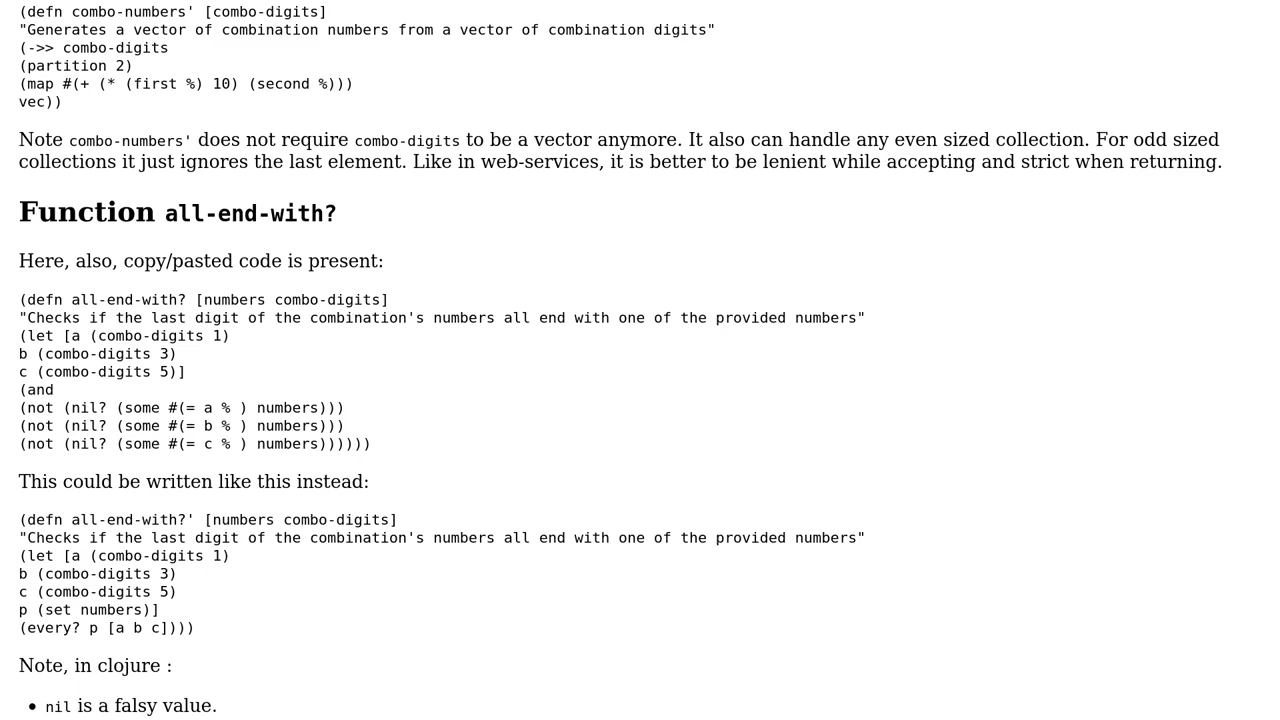 (defn combo-numbers' [combo-digits]
"Generates a vector of combination numbers from a vector of combination digits"
(->> combo-digits
(partition 2)
(map #(+ (* (first %) 10) (second %)))
vec))
Note combo-numbers' does not require combo-digits to be a vector anymore. It also can handle any even sized collection. For odd sized
collections it just ignores the last element. Like in web-services, it is better to be lenient while accepting and strict when returning.
Function all-end-with?
Here, also, copy/pasted code is present:
(defn all-end-with? [numbers combo-digits]
"Checks if the last digit of the combination's numbers all end with one of the provided numbers"
(let [a (combo-digits 1)
b (combo-digits 3)
c (combo-digits 5)]
(and
(not (nil? (some #(= a % ) numbers)))
(not (nil? (some #(= b % ) numbers)))
(not (nil? (some #(= c % ) numbers))))))
This could be written like this instead:
(defn all-end-with?' [numbers combo-digits]
"Checks if the last digit of the combination's numbers all end with one of the provided numbers"
(let [a (combo-digits 1)
b (combo-digits 3)
c (combo-digits 5)
p (set numbers)]
(every? p [a b c])))
Note, in clojure :
• nil is a falsy value.